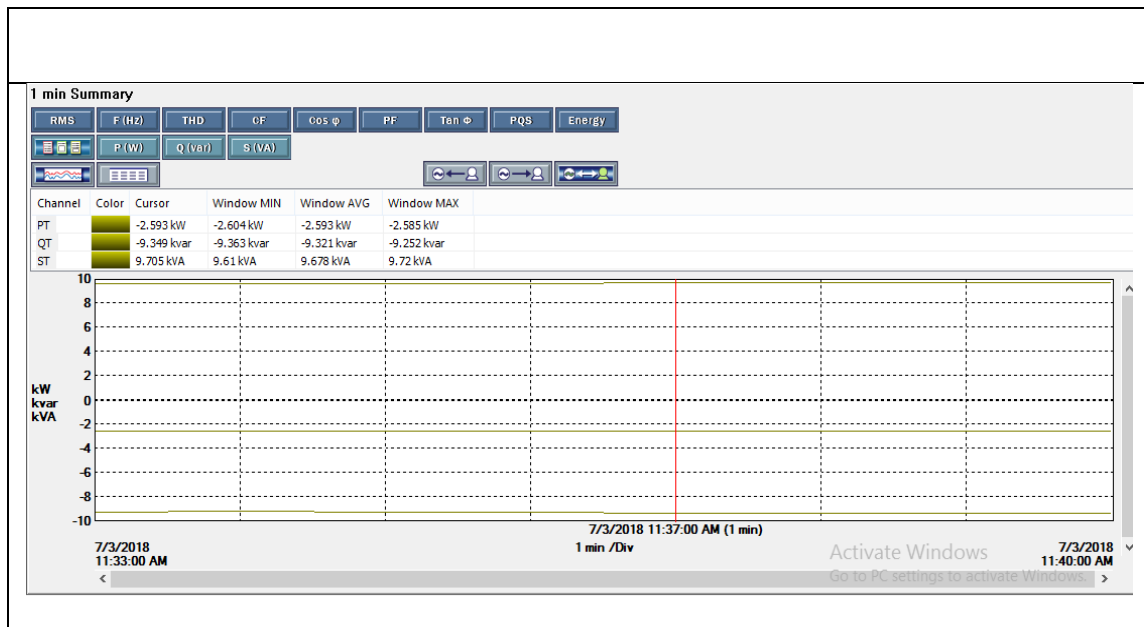 1 min Summary
RMS F (Hz) THD CF Cos φ PF Tan Φ PQS Energy
P (W) Q (var) S (VA)
Channel Color Cursor Window MIN Window AVG Window MAX
PT -2.593 kW -2.604 kW -2.593 kW -2.585 kW
QT -9.349 kvar -9.363 kvar -9.321 kvar -9.252 kvar
ST 9.705 kVA 9.61 kVA 9.678 kVA 9.72 kVA
10
8
6
4
2
kW
kvar 0
kVA
-2
-4
-6
-8
-10
7/3/2018 11:37:00 AM (1 min)
7/3/2018 1 min /Div 7/3/2018
11:33:00 AM 11:40:00 AM
Activate Windows
Go to PC settings to activate Windows.